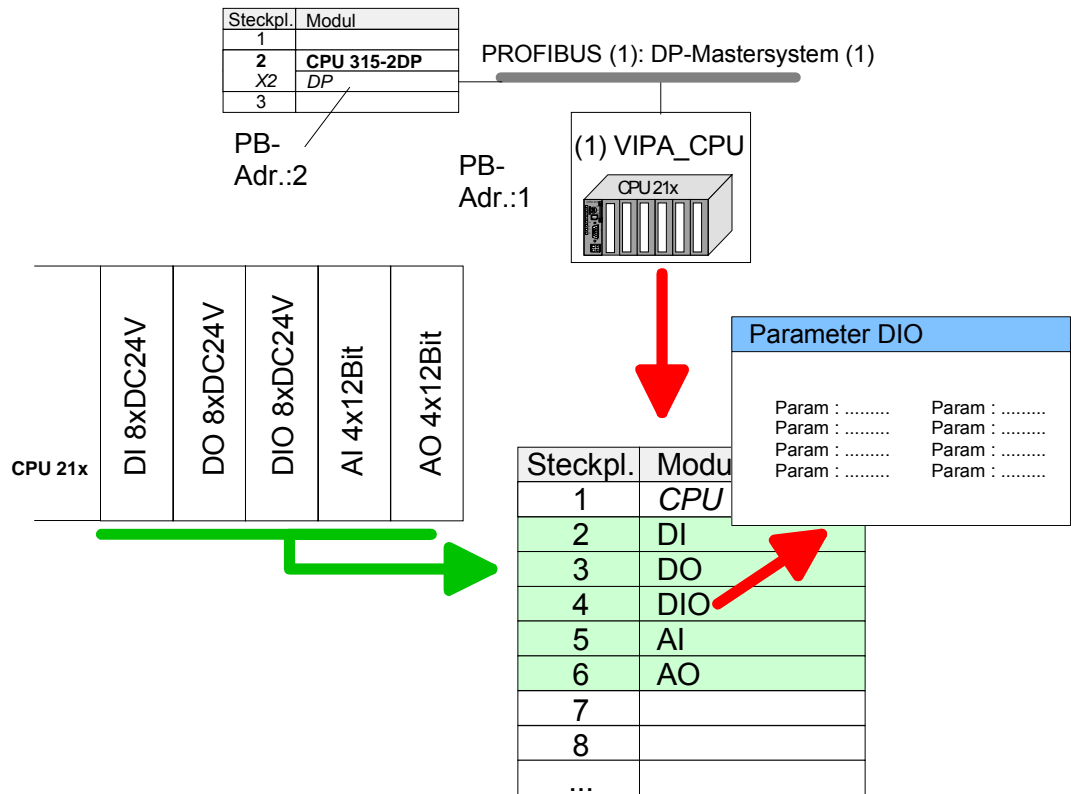 Steckpl. Modul
1
2 CPU 315-2DP
X2 DP
3
PROFIBUS (1): DP-Mastersystem (1)
PB-
Adr.:2
PB-
Adr.:1
(1) VIPA_CPU
CPU 21x
CPU 21x
DI 8xDC24V
DO 8xDC24V
DIO 8xDC24V
AI 4x12Bit
AO 4x12Bit
Parameter DIO
Param : ......... Param : .........
Param : ......... Param : .........
Param : ......... Param : .........
Param : ......... Param : .........
Steckpl. Modu
1 CPU
2 DI
3 DO
4 DIO
5 AI
6 AO
7
8
...